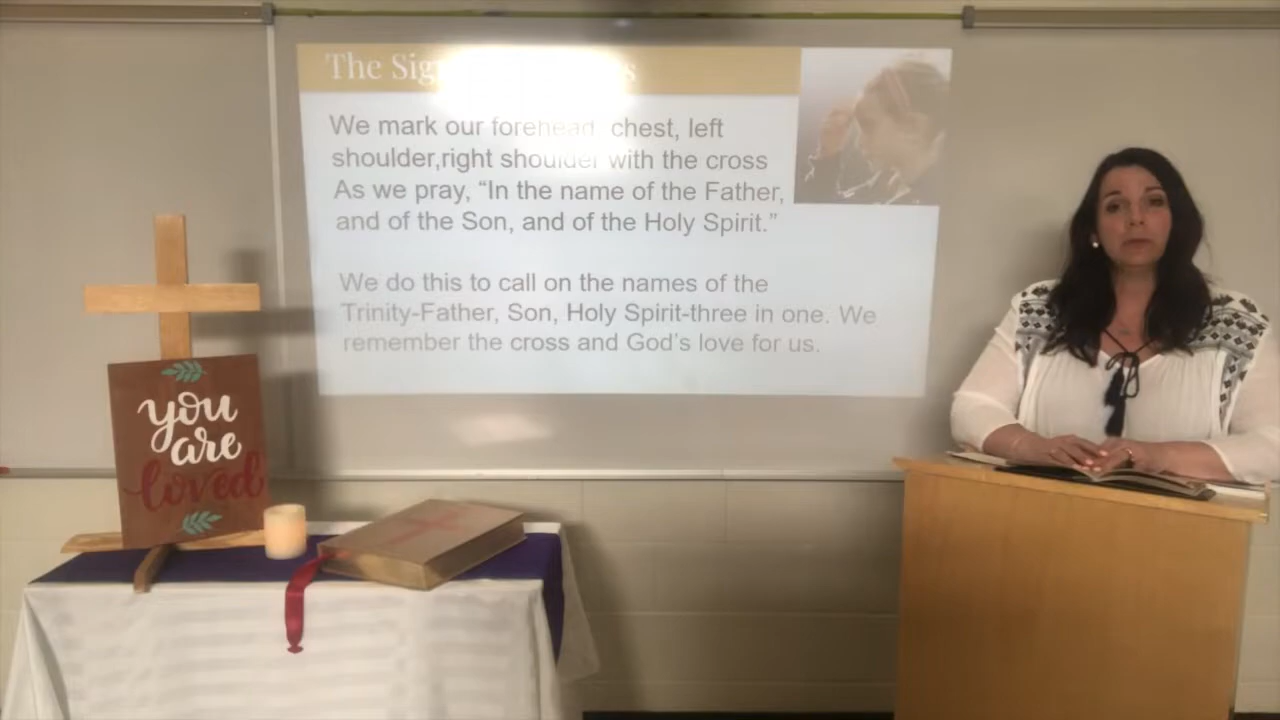 The Sig
We mark our forehead, chest, left
shoulder,right shoulder with the cross
As we pray, “In the name of the Father,
and of the Son, and of the Holy Spirit.”
We do this to call on the names of the
Trinity-Father, Son, Holy Spirit-three in one. We
remember the cross and God’s love for us.
you
are
loved